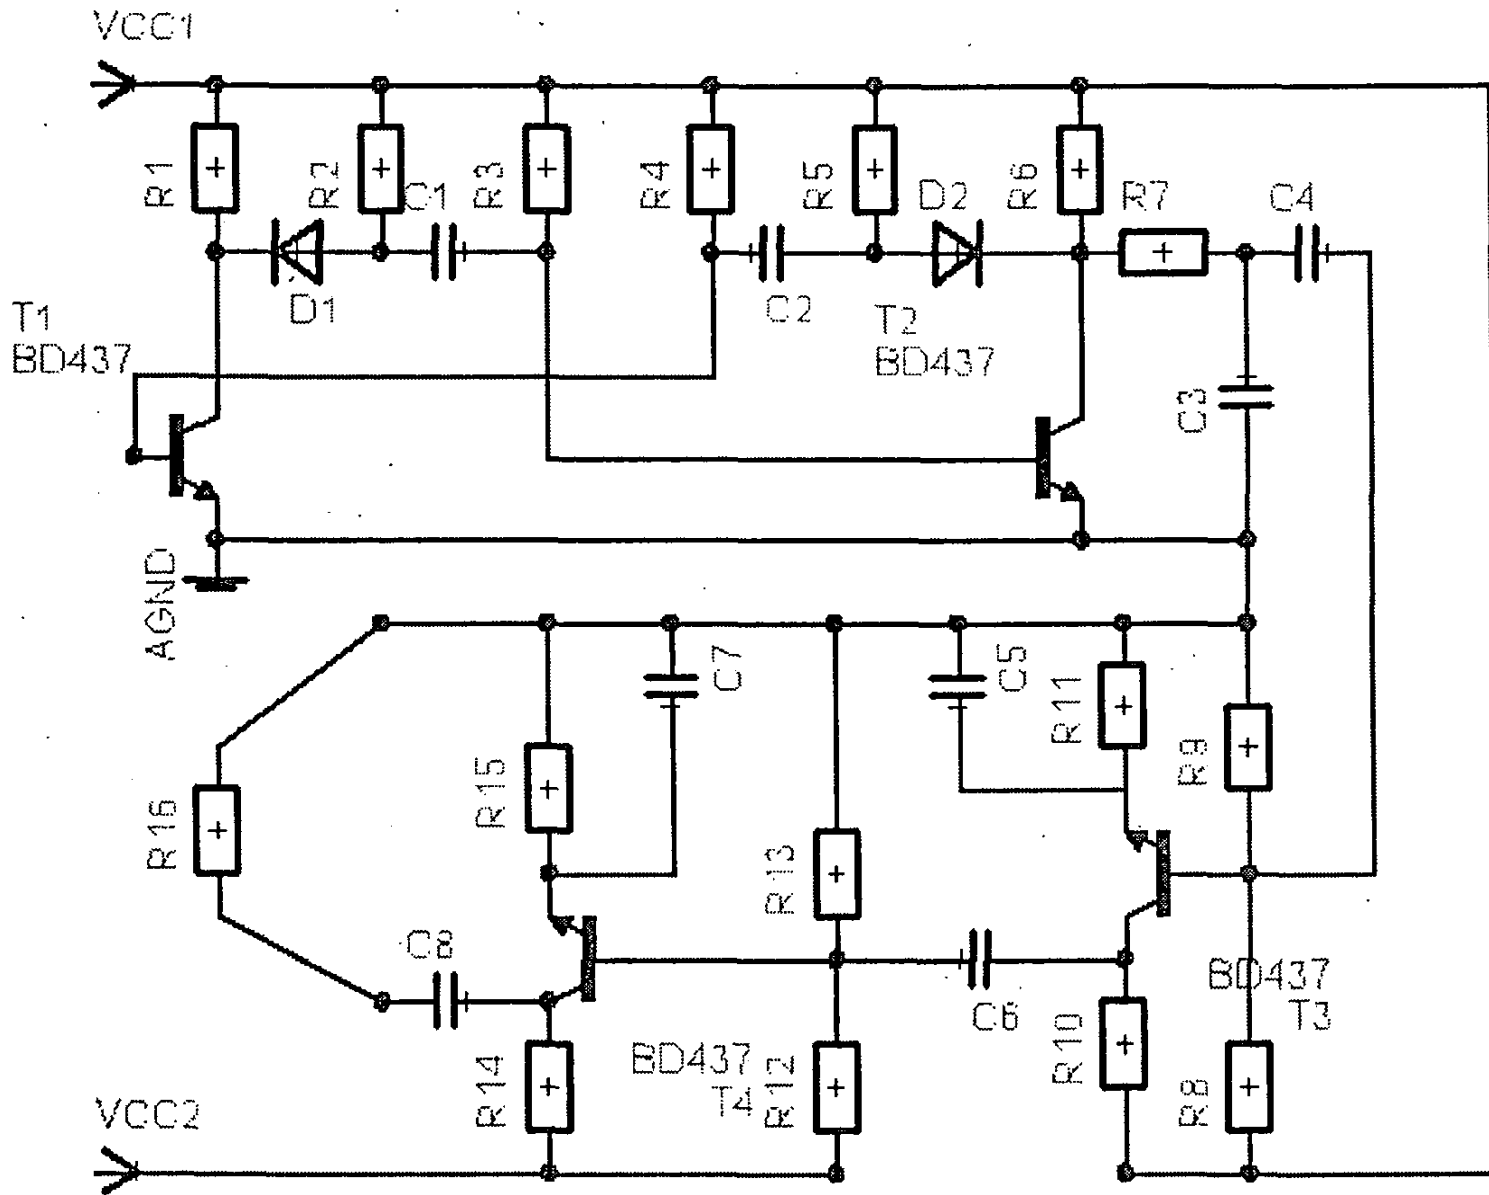 VCC1
R1
R2
C1
R3
R4
R5
D2
R6
R7
C4
D1
C2
T1
BD437
T2
BD437
C3
AGND
C7
C5
R11
R9
R15
R16
R13
C8
C6
BD437
T3
R10
R14
BD437
T4
R12
R8
VCC2